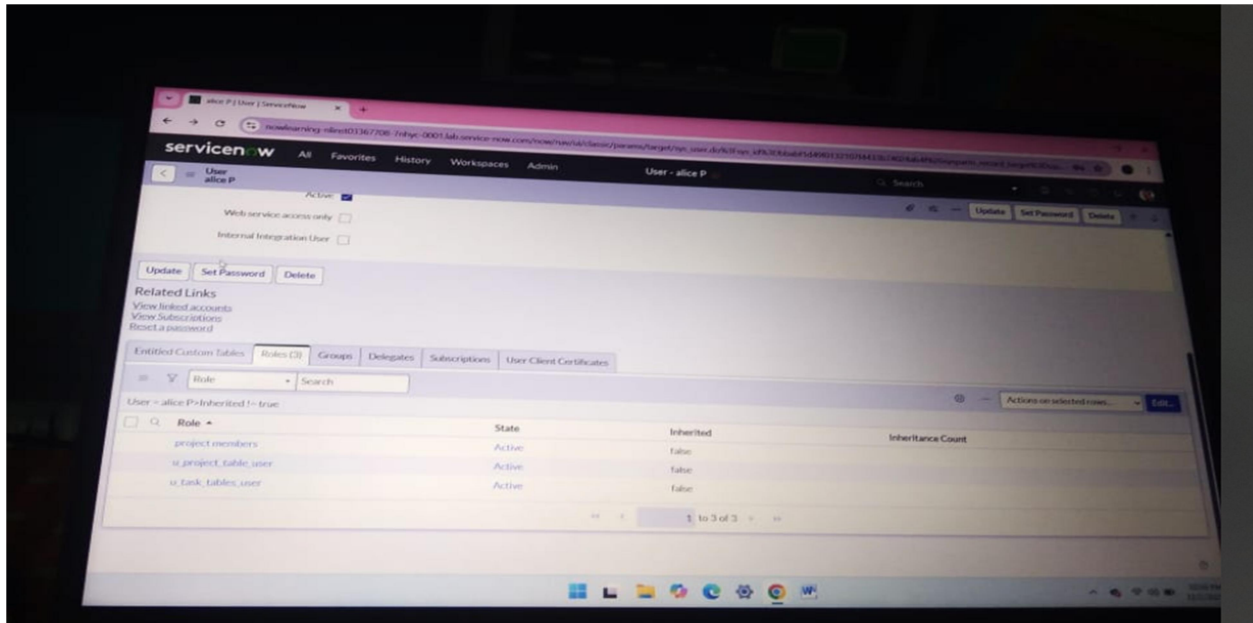 alice P | User | ServiceNow
servicenow All Favorites History Workspaces Admin User - alice P Search
User
alice P
Update Set Password Delete
Active
Web service access only
Internal Integration User
Update Set Password Delete
Related Links
View linked accounts
View Subscriptions
Reset a password
Entitled Custom Tables Roles (3) Groups Delegates Subscriptions User Client Certificates
Role Search
Actions on selected rows... Edit...
User = alice P>Inherited != true
Role State Inherited Inheritance Count
project members Active false
u_project_table_user Active false
u_task_tables_user Active false
1 to 3 of 3